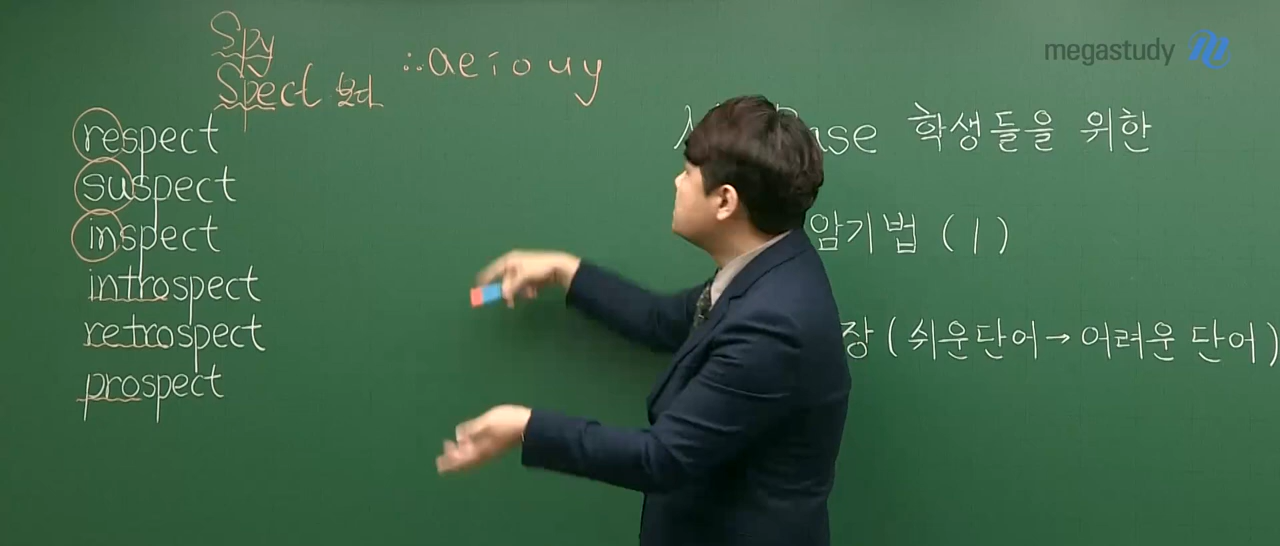 Spy
Spect 보다
∴ a e i o u y
respect
suspect
inspect
introspect
retrospect
prospect
megastudy
학생들을 위한
암기법 (1)
장 (쉬운단어→어려운 단어)